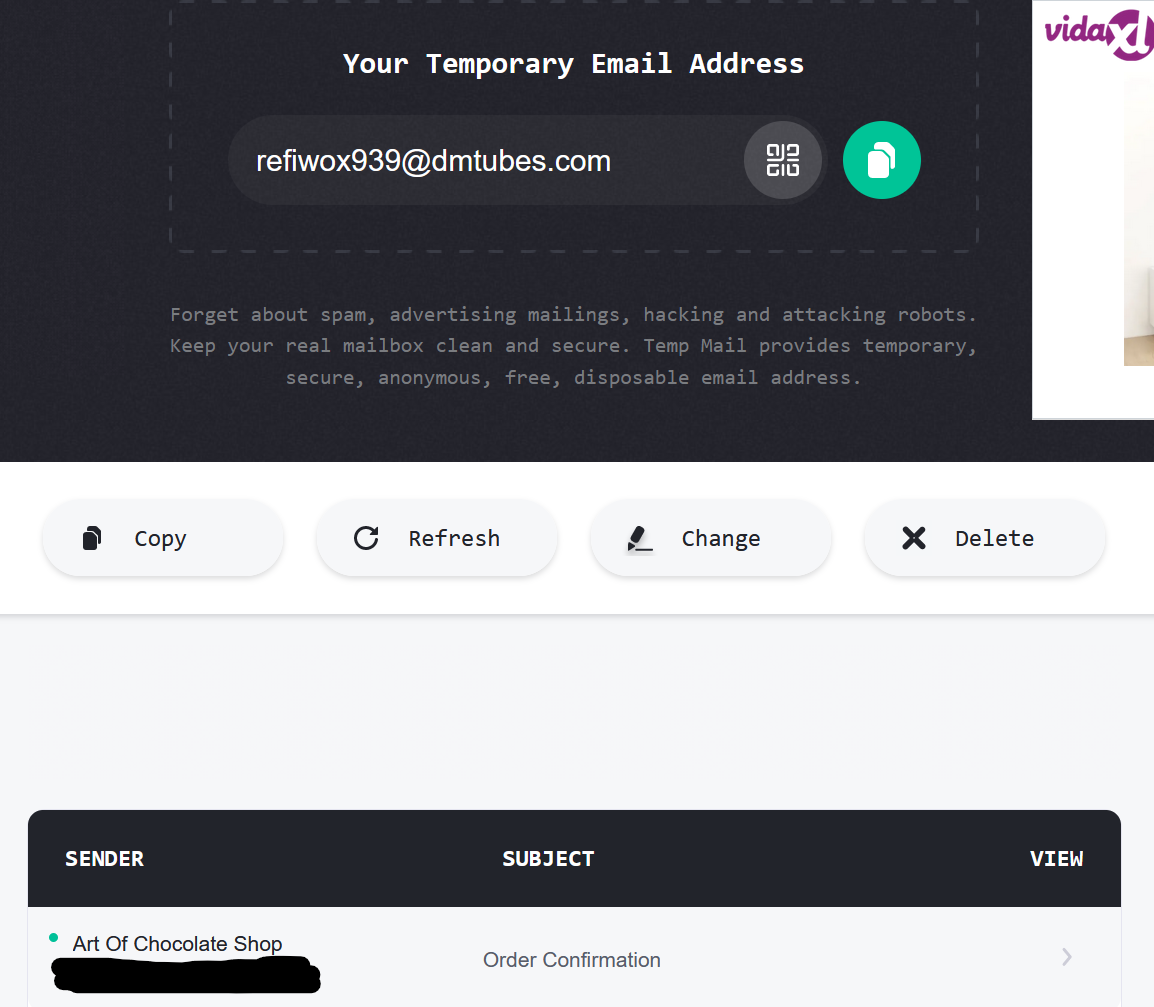 vidaXL
Your Temporary Email Address
refiwox939@dmtubes.com
Forget about spam, advertising mailings, hacking and attacking robots.
Keep your real mailbox clean and secure. Temp Mail provides temporary,
secure, anonymous, free, disposable email address.
Copy
Refresh
Change
Delete
SENDER
SUBJECT
VIEW
Art Of Chocolate Shop
Order Confirmation